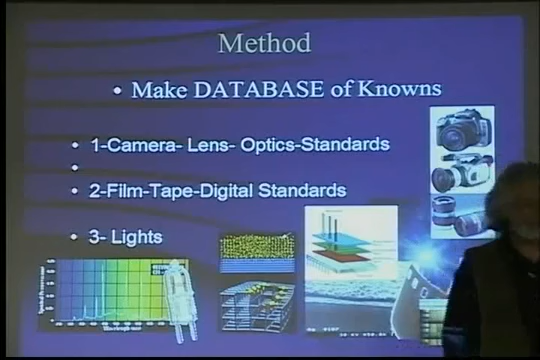 Method
• Make DATABASE of Knowns
• 1-Camera- Lens- Optics-Standards
•
• 2-Film-Tape-Digital Standards
• 3- Lights